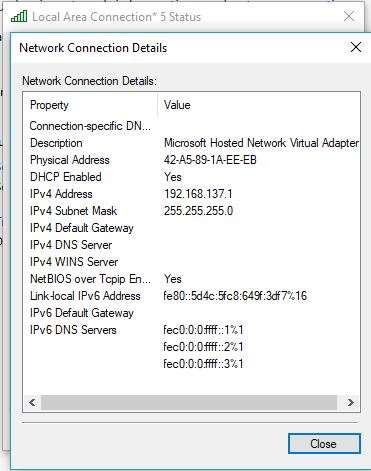 Local Area Connection* 5 Status
Network Connection Details
Network Connection Details:
Property Value
Connection-specific DN...
Description Microsoft Hosted Network Virtual Adapter
Physical Address 42-A5-89-1A-EE-EB
DHCP Enabled Yes
IPv4 Address 192.168.137.1
IPv4 Subnet Mask 255.255.255.0
IPv4 Default Gateway
IPv4 DNS Server
IPv4 WINS Server
NetBIOS over Tcpip En... Yes
Link-local IPv6 Address fe80::5d4c:5fc8:649f:3df7%16
IPv6 Default Gateway
IPv6 DNS Servers fec0:0:0:ffff::1%1
fec0:0:0:ffff::2%1
fec0:0:0:ffff::3%1
Close